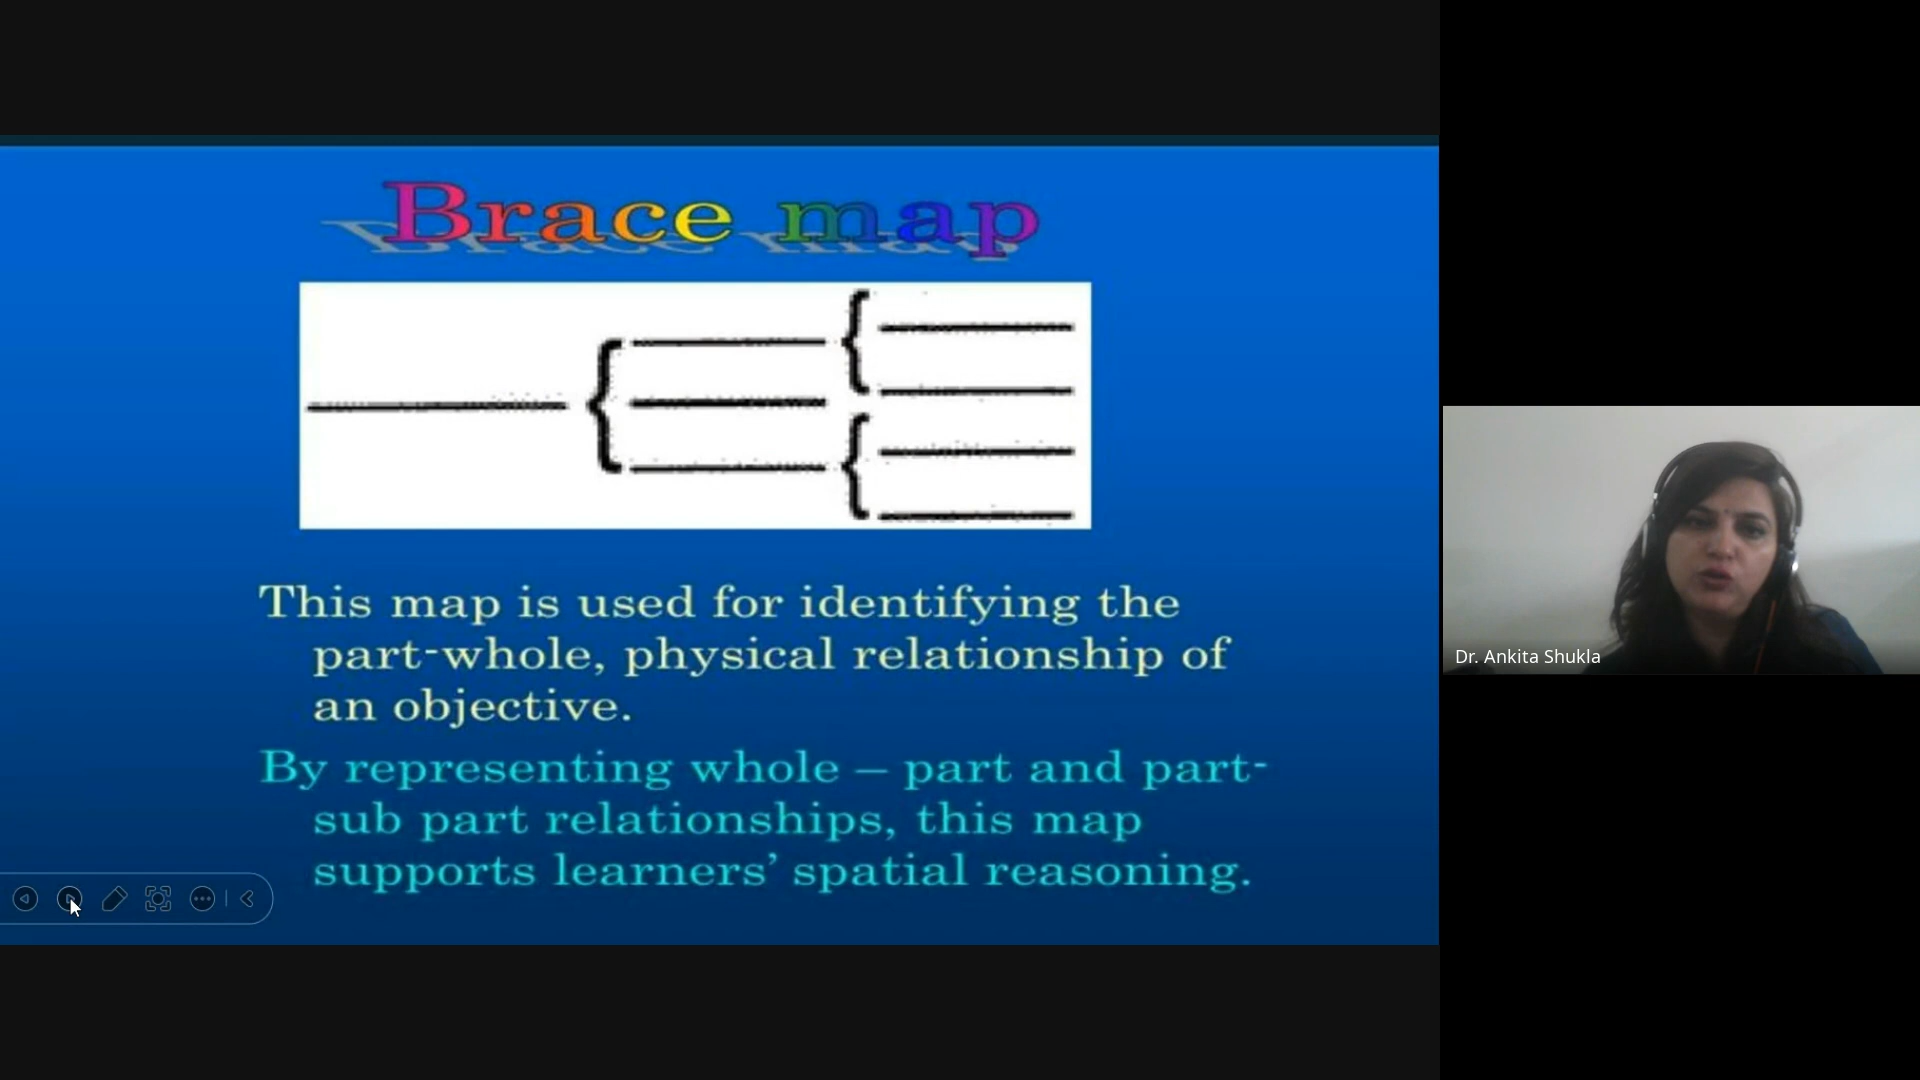 Brace map
This map is used for identifying the
part-whole, physical relationship of
an objective.
By representing whole – part and part-
sub part relationships, this map
supports learners’ spatial reasoning.
Dr. Ankita Shukla